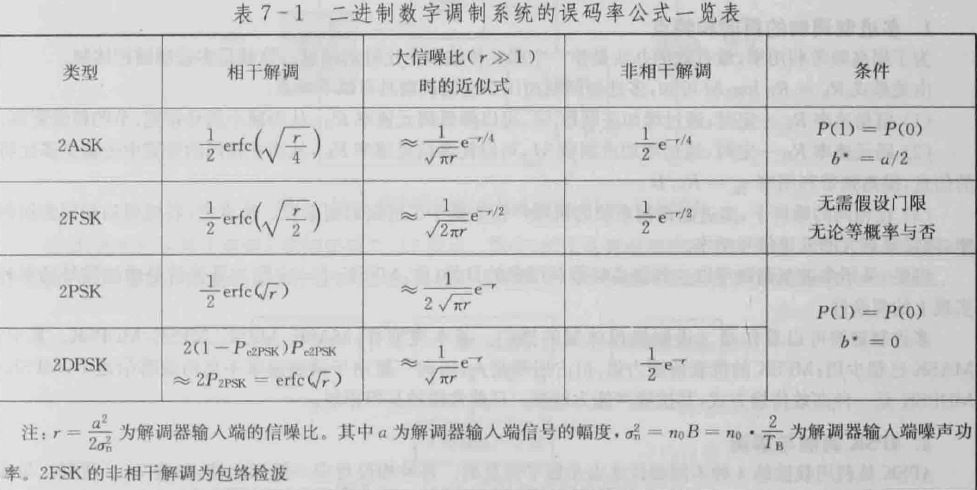 表 7-1 二进制数字调制系统的误码率公式一览表
类型 相干解调 大信噪比(r≫1)时的近似式 非相干解调 条件
2ASK $\frac{1}{2}\mathrm{erfc}\left(\sqrt{\frac{r}{4}}\right)$ $\approx\frac{1}{\sqrt{\pi r}}e^{-r/4}$ $\frac{1}{2}e^{-r/4}$ $P(1)=P(0)$ $b^*=a/2$
2FSK $\frac{1}{2}\mathrm{erfc}\left(\sqrt{\frac{r}{2}}\right)$ $\approx\frac{1}{\sqrt{2\pi r}}e^{-r/2}$ $\frac{1}{2}e^{-r/2}$ 无需假设门限 无论等概率与否
2PSK $\frac{1}{2}\mathrm{erfc}(\sqrt{r})$ $\approx\frac{1}{2\sqrt{\pi r}}e^{-r}$
$P(1)=P(0)$ $b^*=0$
2DPSK $2(1-P_{e2PSK})P_{e2PSK}$ $\approx 2P_{2PSK}=\mathrm{erfc}(\sqrt{r})$ $\approx\frac{1}{\sqrt{\pi r}}e^{-r}$ $\frac{1}{2}e^{-r}$
注:$r=\frac{a^2}{2\sigma_n^2}$为解调器输入端的信噪比。其中 a 为解调器输入端信号的幅度,$\sigma_n^2=n_0B=n_0\cdot\frac{2}{T_B}$为解调器输入端噪声功
率。2FSK的非相干解调为包络检波